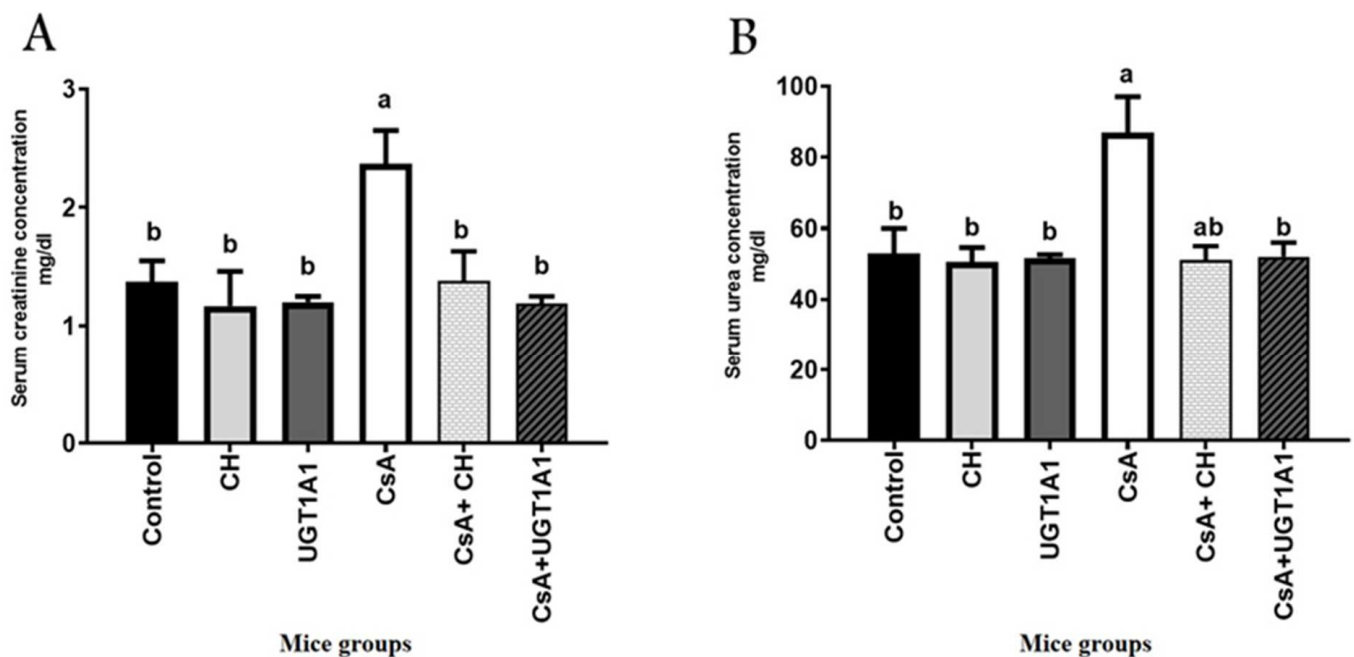 A
Serum creatinine concentration
mg/dl
3
2
1
0
b
b
b
a
b
b
Control
CH
UGT1A1
CsA
CsA+ CH
CsA+UGT1A1
Mice groups
B
Serum urea concentration
mg/dl
100
80
60
40
20
0
b
b
b
a
ab
b
Control
CH
UGT1A1
CsA
CsA+ CH
CsA+UGT1A1
Mice groups